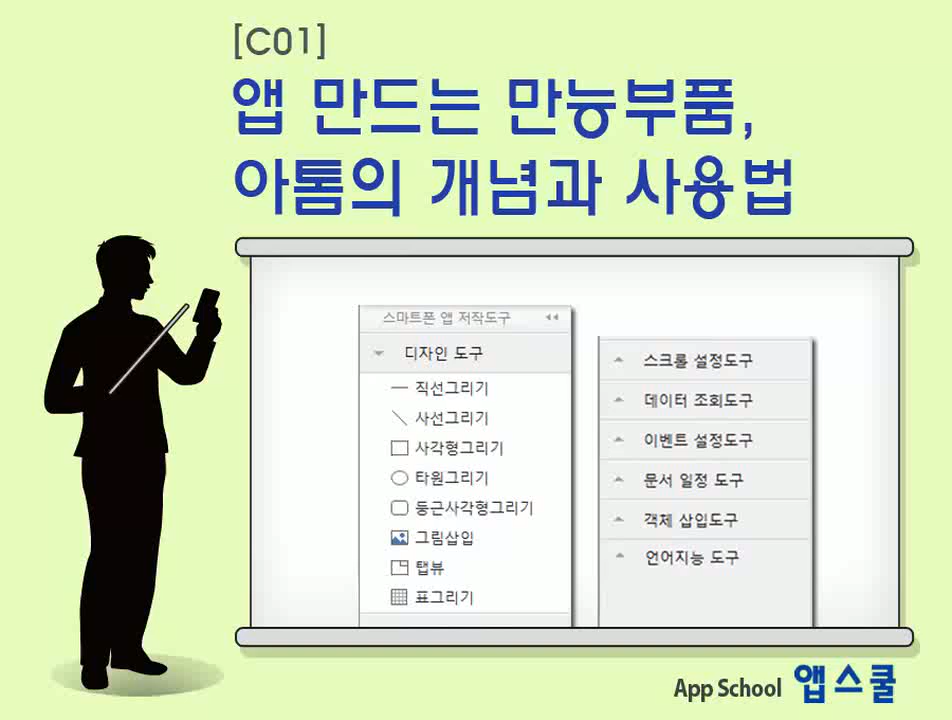 [C01]
앱 만드는 만능부품,
아톰의 개념과 사용법
스마트폰 앱 저작도구
디자인 도구
직선그리기
사선그리기
사각형그리기
타원그리기
둥근사각형그리기
그림삽입
탭뷰
표그리기
스크롤 설정도구
데이터 조회도구
이벤트 설정도구
문서 일정 도구
객체 삽입도구
언어지능 도구
App School 앱스쿨